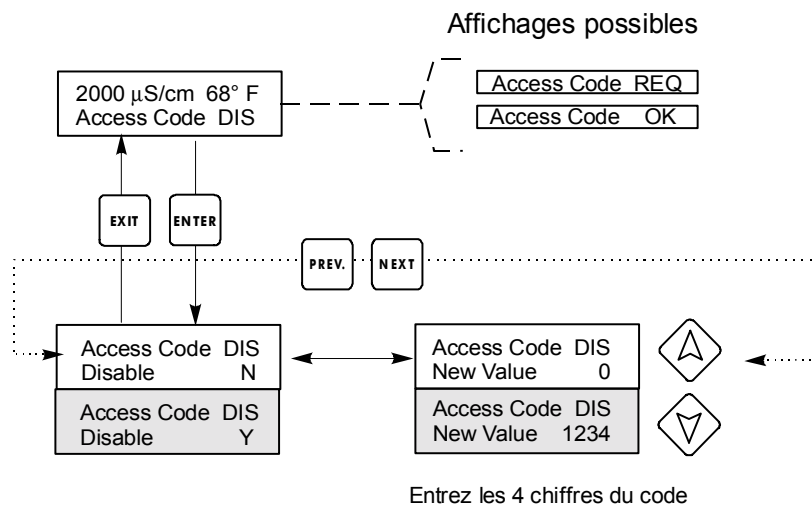 Affichages possibles
2000 μS/cm 68° F
Access Code DIS
Access Code REQ
Access Code OK
EXIT
ENTER
PREV.
NEXT
Access Code DIS
Disable N
Access Code DIS
Disable Y
Access Code DIS
New Value 0
Access Code DIS
New Value 1234
Entrez les 4 chiffres du code